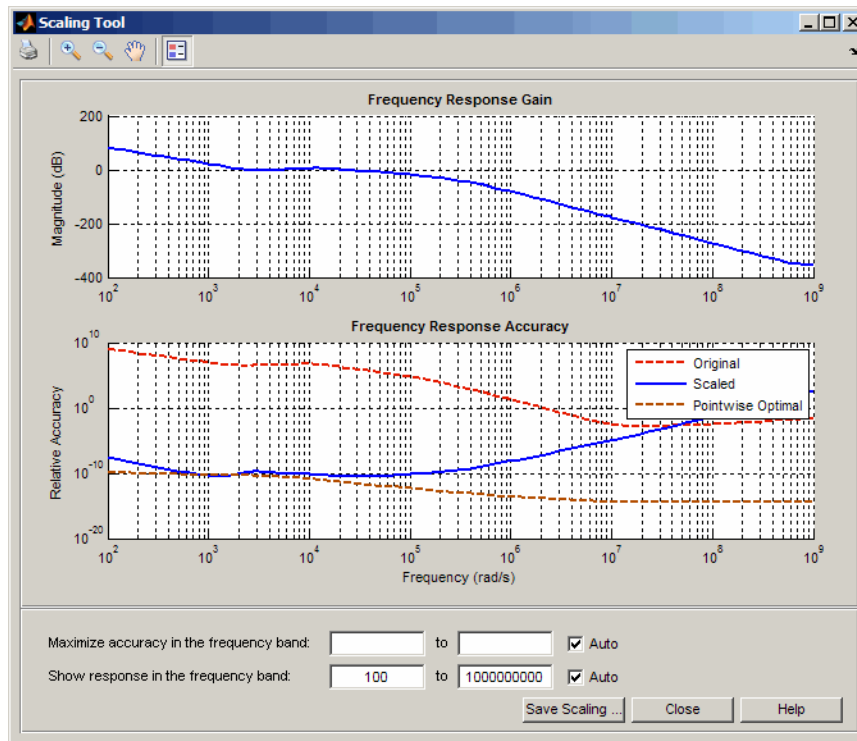 Scaling Tool
Frequency Response Gain
Magnitude (dB)
200
0
-200
-400
10^2 10^3 10^4 10^5 10^6 10^7 10^8 10^9
Frequency Response Accuracy
Relative Accuracy
10^10
10^0
10^-10
10^-20
Original
Scaled
Pointwise Optimal
10^2 10^3 10^4 10^5 10^6 10^7 10^8 10^9
Frequency (rad/s)
Maximize accuracy in the frequency band: to Auto
Show response in the frequency band: 100 to 1000000000 Auto
Save Scaling ... Close Help